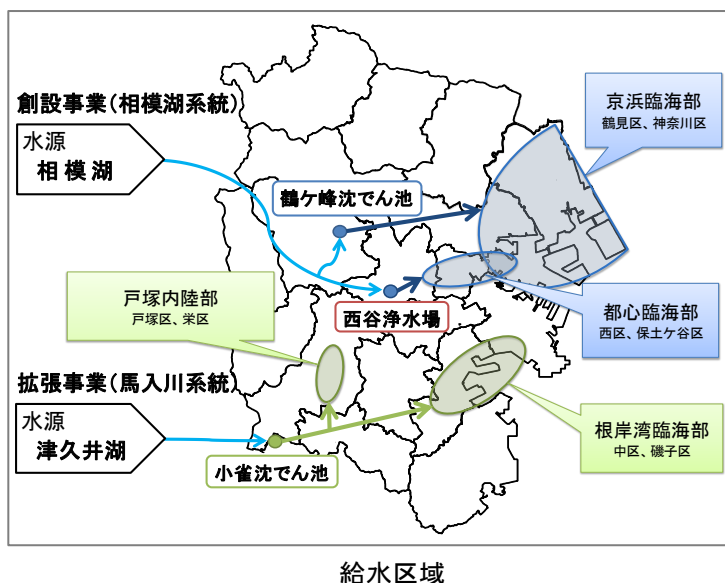 創設事業(相模湖系統)
水源
相模湖
京浜臨海部
鶴見区、神奈川区
鶴ケ峰沈でん池
戸塚内陸部
戸塚区、栄区
西谷浄水場
都心臨海部
西区、保土ケ谷区
拡張事業(馬入川系統)
水源
津久井湖
小雀沈でん池
根岸湾臨海部
中区、磯子区
給水区域